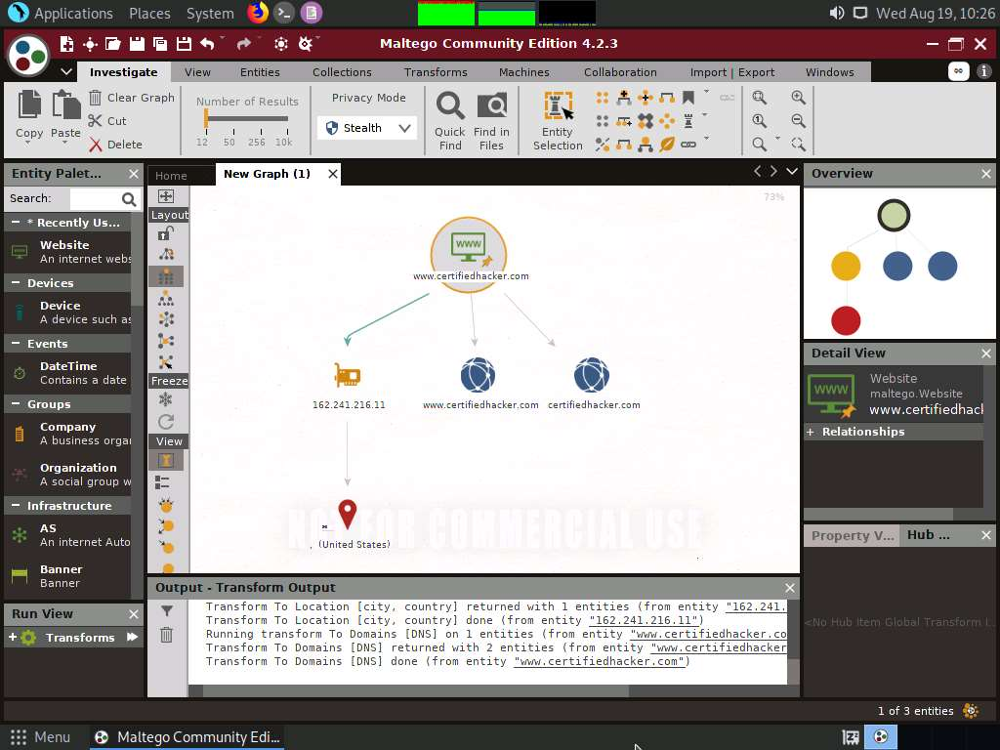 Applications Places System
Wed Aug 19, 10:26
Maltego Community Edition 4.2.3
Investigate View Entities Collections Transforms Machines Collaboration Import | Export Windows
Copy Paste
Clear Graph
Cut
Delete
Number of Results
12 50 256 10k
Privacy Mode
Stealth
Quick Find
Find in Files
Entity Selection
Entity Palet...
Search:
* Recently Us...
Website
An internet webs
Devices
Device
A device such as
Events
DateTime
Contains a date
Groups
Company
A business orga
Organization
A social group w
Infrastructure
AS
An internet Auto
Banner
Banner
Run View
+ Transforms
Home
New Graph (1)
Layout
Freeze
View
73%
www
www.certifiedhacker.com
162.241.216.11
www.certifiedhacker.com
certifiedhacker.com
, (United States)
NOT FOR COMMERCIAL USE
Output - Transform Output
Transform To Location [city, country] returned with 1 entities (from entity "162.241.
Transform To Location [city, country] done (from entity "162.241.216.11")
Running transform To Domains [DNS] on 1 entities (from entity "www.certifiedhacker.co
Transform To Domains [DNS] returned with 2 entities (from entity "www.certifiedhacker
Transform To Domains [DNS] done (from entity "www.certifiedhacker.com")
Overview
Detail View
WWW
Website
maltego.Website
www.certifiedhack
+ Relationships
Property V...
Hub ...
<No Hub Item Global Transform I...
1 of 3 entities
Menu
Maltego Community Edi...